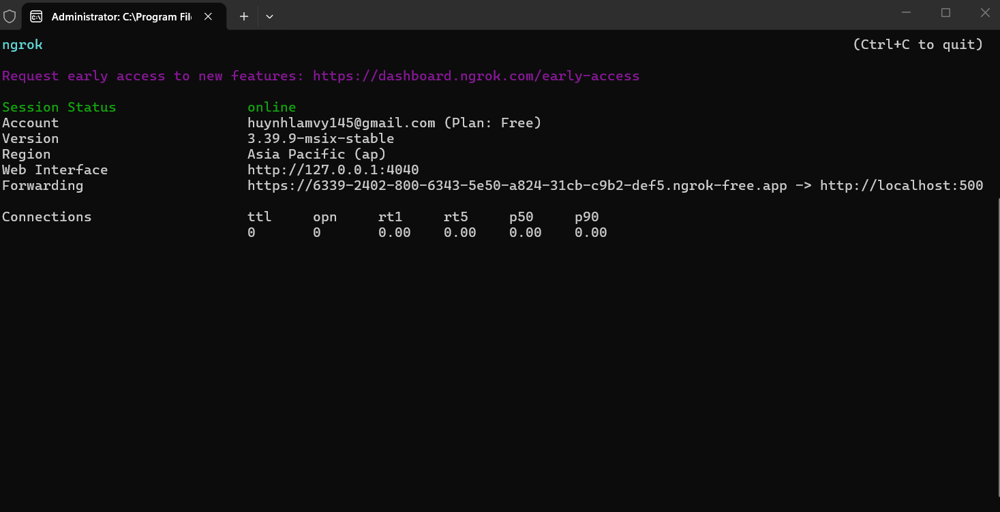 Administrator: C:\Program Fil
ngrok (Ctrl+C to quit)
Request early access to new features: https://dashboard.ngrok.com/early-access
Session Status online
Account huynhlamvy145@gmail.com (Plan: Free)
Version 3.39.9-msix-stable
Region Asia Pacific (ap)
Web Interface http://127.0.0.1:4040
Forwarding https://6339-2402-800-6343-5e50-a824-31cb-c9b2-def5.ngrok-free.app -> http://localhost:500
Connections ttl opn rt1 rt5 p50 p90
0 0 0.00 0.00 0.00 0.00